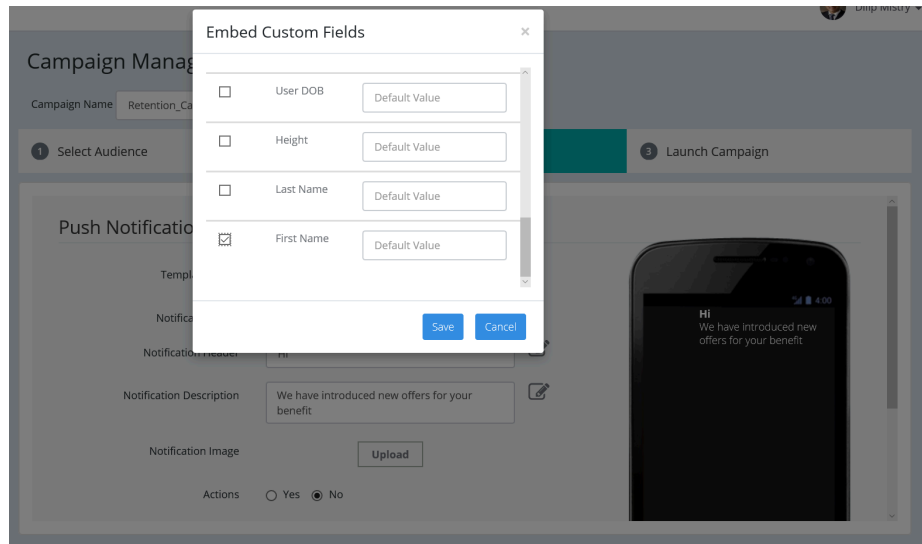 Dilip Mistry
Embed Custom Fields
×
Campaign Manag
Campaign Name Retention_Ca
User DOB Default Value
Height Default Value
1 Select Audience
3 Launch Campaign
Last Name Default Value
First Name Default Value
Push Notificatio
Templ
Notifica
Save Cancel
4:00
Hi
We have introduced new
offers for your benefit
Notification Header Hi
Notification Description We have introduced new offers for your
benefit
Notification Image Upload
Actions Yes No